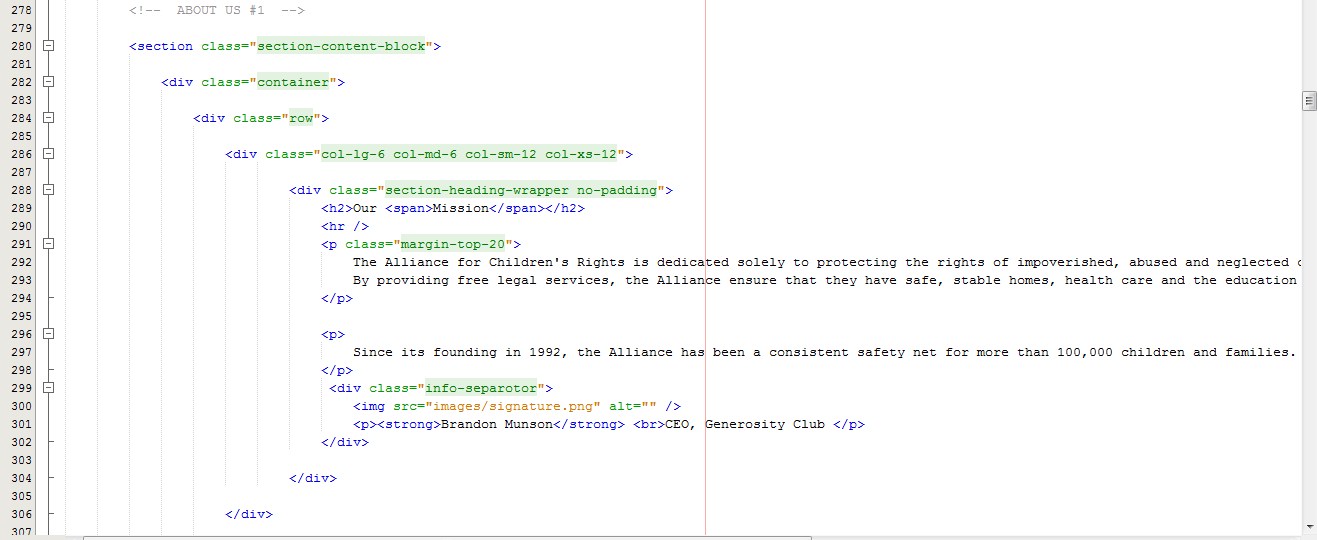 278 <!-- ABOUT US #1 -->
279
280 <section class="section-content-block">
281
282 <div class="container">
283
284 <div class="row">
285
286 <div class="col-lg-6 col-md-6 col-sm-12 col-xs-12">
287
288 <div class="section-heading-wrapper no-padding">
289 <h2>Our <span>Mission</span></h2>
290 <hr />
291 <p class="margin-top-20">
292 The Alliance for Children's Rights is dedicated solely to protecting the rights of impoverished, abused and neglected
293 By providing free legal services, the Alliance ensure that they have safe, stable homes, health care and the education
294 </p>
295
296 <p>
297 Since its founding in 1992, the Alliance has been a consistent safety net for more than 100,000 children and families.
298 </p>
299 <div class="info-separotor">
300 <img src="images/signature.png" alt="" />
301 <p><strong>Brandon Munson</strong> <br>CEO, Generosity Club </p>
302 </div>
303
304 </div>
305
306 </div>
307